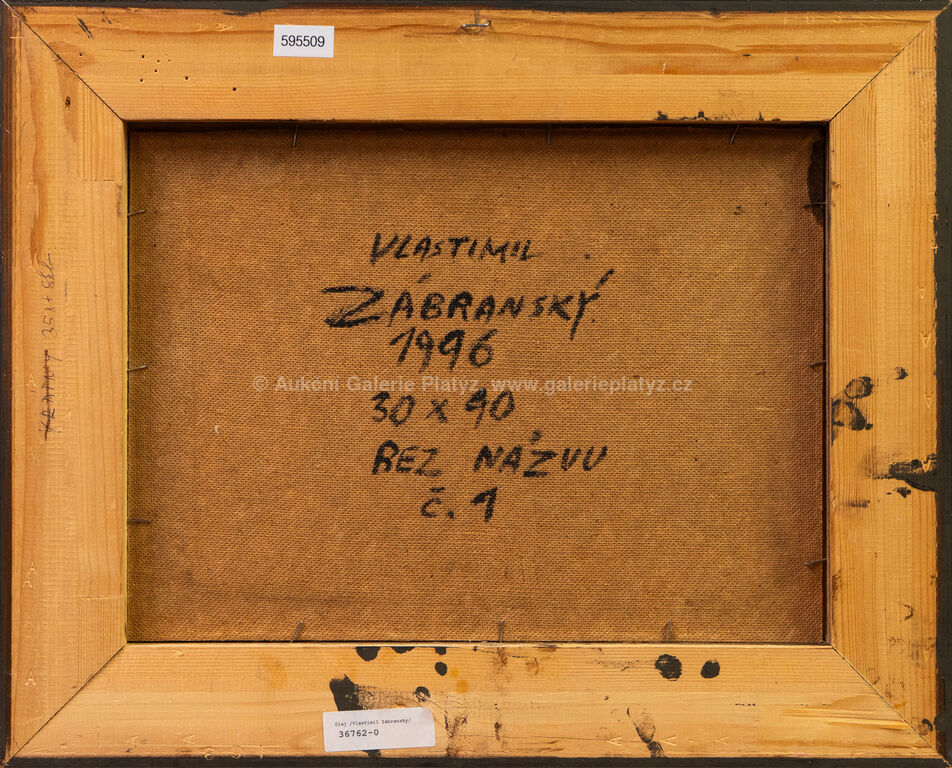 595509
VLASTIMIL
ZÁBRANSKÝ
1996
© Aukční Galerie Platyz, www.galerieplatyz.cz
30 x 40
BEZ NÁZVU
č. 1
Olej /Vlastimil Zábranský/
36762-0